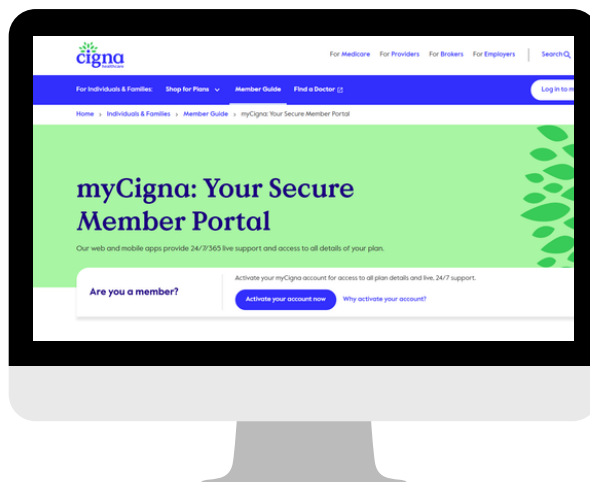 cigna
healthcare
For Medicare For Providers For Brokers For Employers Search
For Individuals & Families: Shop for Plans Member Guide Find a Doctor Log in to m
Home › Individuals & Families › Member Guide › myCigna: Your Secure Member Portal
myCigna: Your Secure
Member Portal
Our web and mobile apps provide 24/7/365 live support and access to all details of your plan.
Are you a member?
Activate your myCigna account for access to all plan details and live, 24/7 support.
Activate your account now Why activate your account?